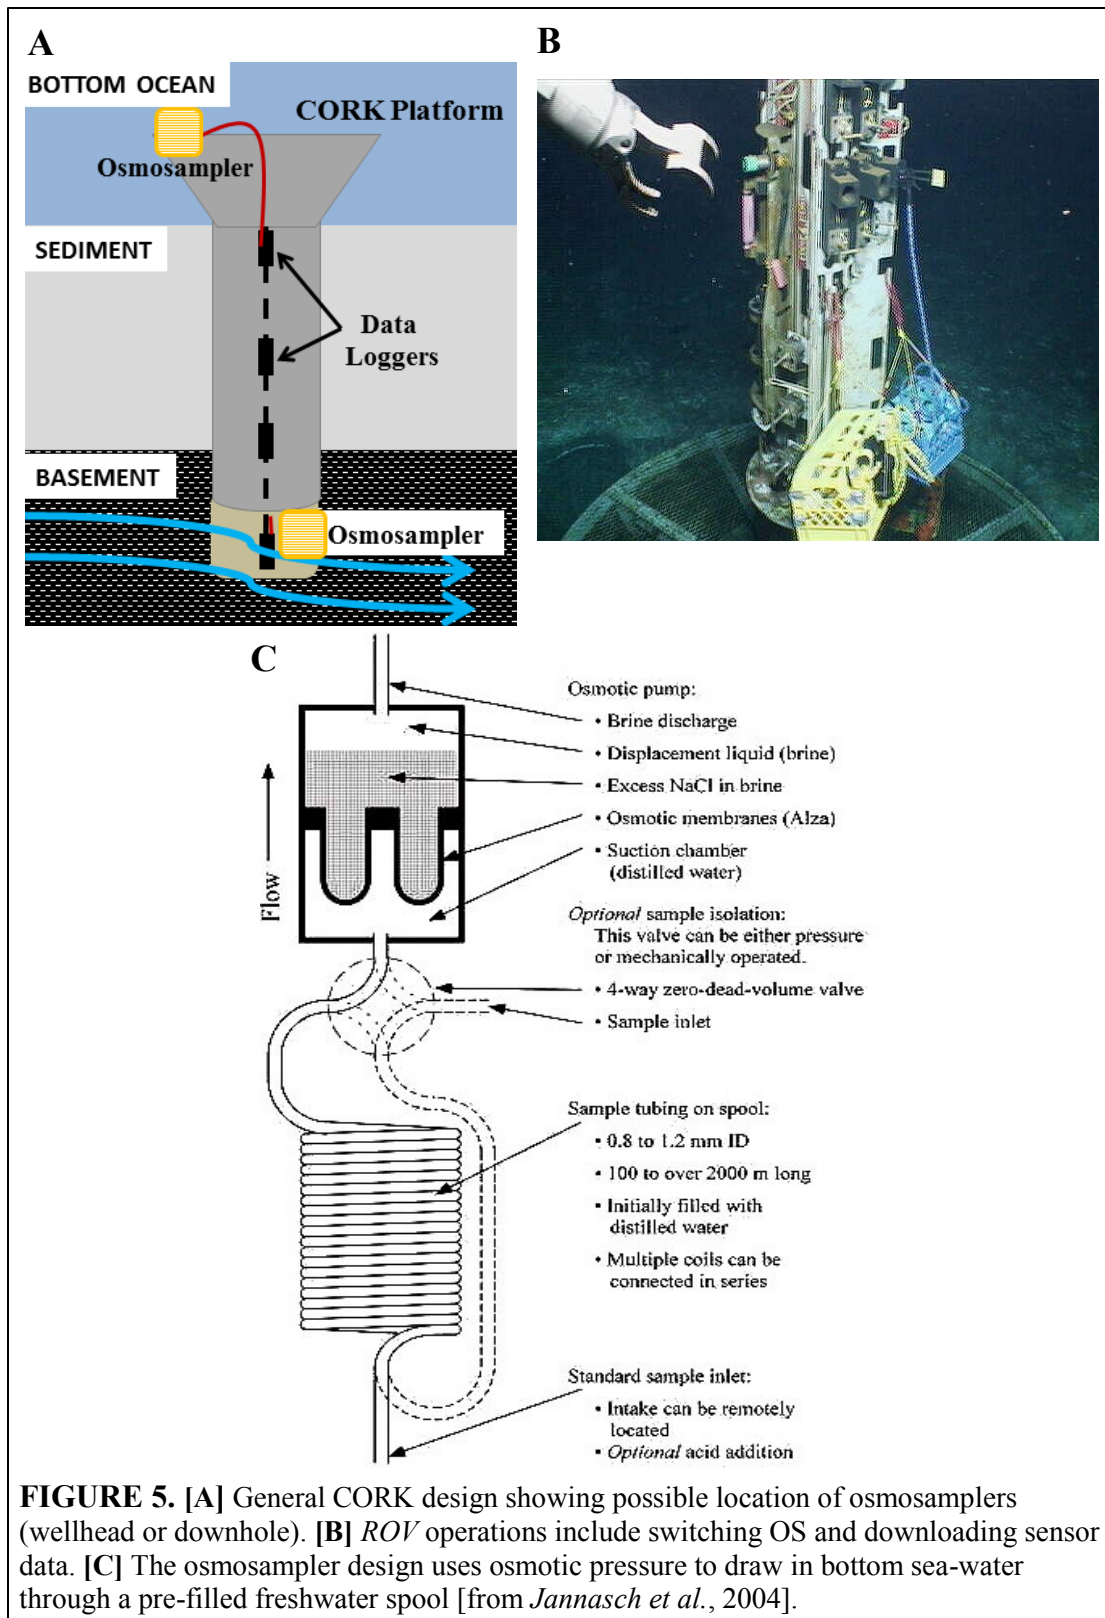 A
BOTTOM OCEAN
CORK Platform
Osmosampler
SEDIMENT
Data
Loggers
BASEMENT
Osmosampler
B
C
Osmotic pump:
• Brine discharge
• Displacement liquid (brine)
• Excess NaCl in brine
• Osmotic membranes (Alza)
• Suction chamber
(distilled water)
Flow
Optional sample isolation:
This valve can be either pressure
or mechanically operated.
• 4-way zero-dead-volume valve
• Sample inlet
Sample tubing on spool:
• 0.8 to 1.2 mm ID
• 100 to over 2000 m long
• Initially filled with
distilled water
• Multiple coils can be
connected in series
Standard sample inlet:
• Intake can be remotely
located
• Optional acid addition
FIGURE 5. [A] General CORK design showing possible location of osmosamplers
(wellhead or downhole). [B] ROV operations include switching OS and downloading sensor
data. [C] The osmosampler design uses osmotic pressure to draw in bottom sea-water
through a pre-filled freshwater spool [from Jannasch et al., 2004].